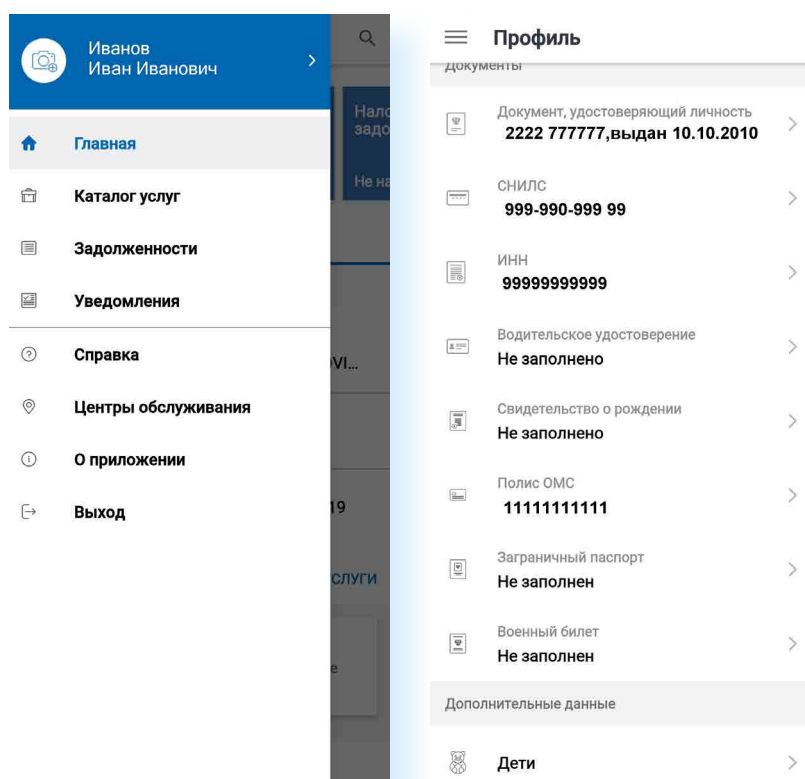 Иванов
Иван Иванович
Главная
Каталог услуг
Задолженности
Уведомления
Справка
Центры обслуживания
О приложении
Выход
Не
19
Профиль
Документы
Документ, удостоверяющий личность
2222 777777,выдан 10.10.2010
СНИЛС
999-990-999 99
ИНН
99999999999
Водительское удостоверение
Не заполнено
Свидетельство о рождении
Не заполнено
Полис ОМС
11111111111
Заграничный паспорт
Не заполнен
Военный билет
Не заполнен
Дополнительные данные
Дети